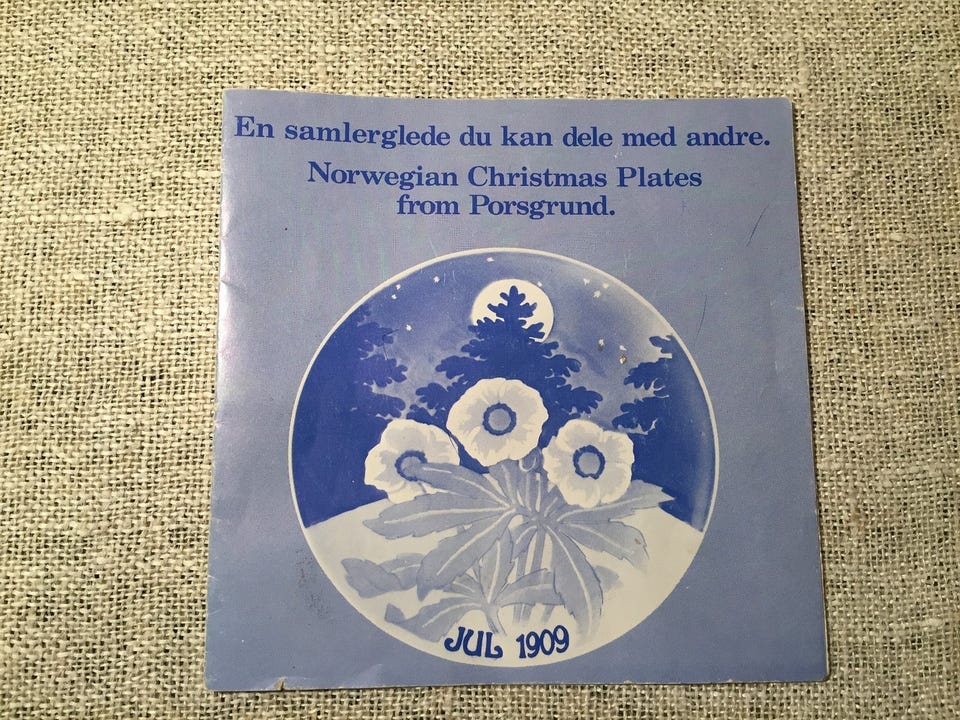 En samlerglede du kan dele med andre.
Norwegian Christmas Plates
from Porsgrund.
JUL 1909